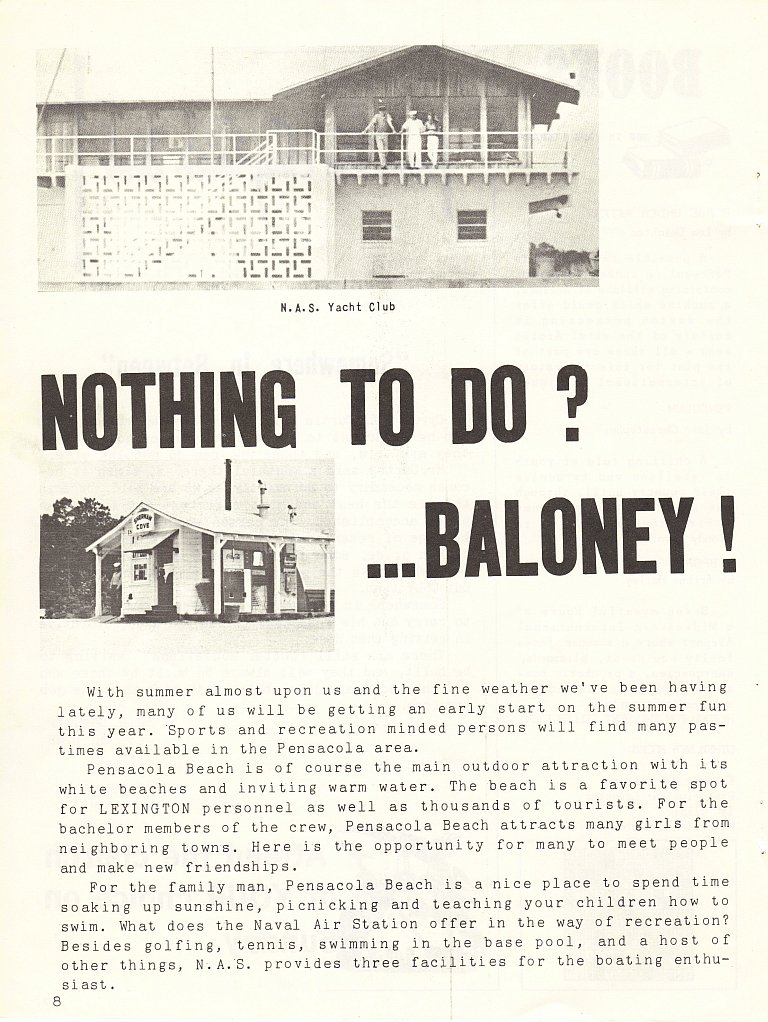 N.A.S. Yacht Club
NOTHING TO DO?
SHERMAN
COVE
...BALONEY!
With summer almost upon us and the fine weather we've been having
lately, many of us will be getting an early start on the summer fun
this year. Sports and recreation minded persons will find many pas-
times available in the Pensacola area.
Pensacola Beach is of course the main outdoor attraction with its
white beaches and inviting warm water. The beach is a favorite spot
for LEXINGTON personnel as well as thousands of tourists. For the
bachelor members of the crew, Pensacola Beach attracts many girls from
neighboring towns. Here is the opportunity for many to meet people
and make new friendships.
For the family man, Pensacola Beach is a nice place to spend time
soaking up sunshine, picnicking and teaching your children how to
swim. What does the Naval Air Station offer in the way of recreation?
Besides golfing, tennis, swimming in the base pool, and a host of
other things, N.A.S. provides three facilities for the boating enthu-
siast.
8